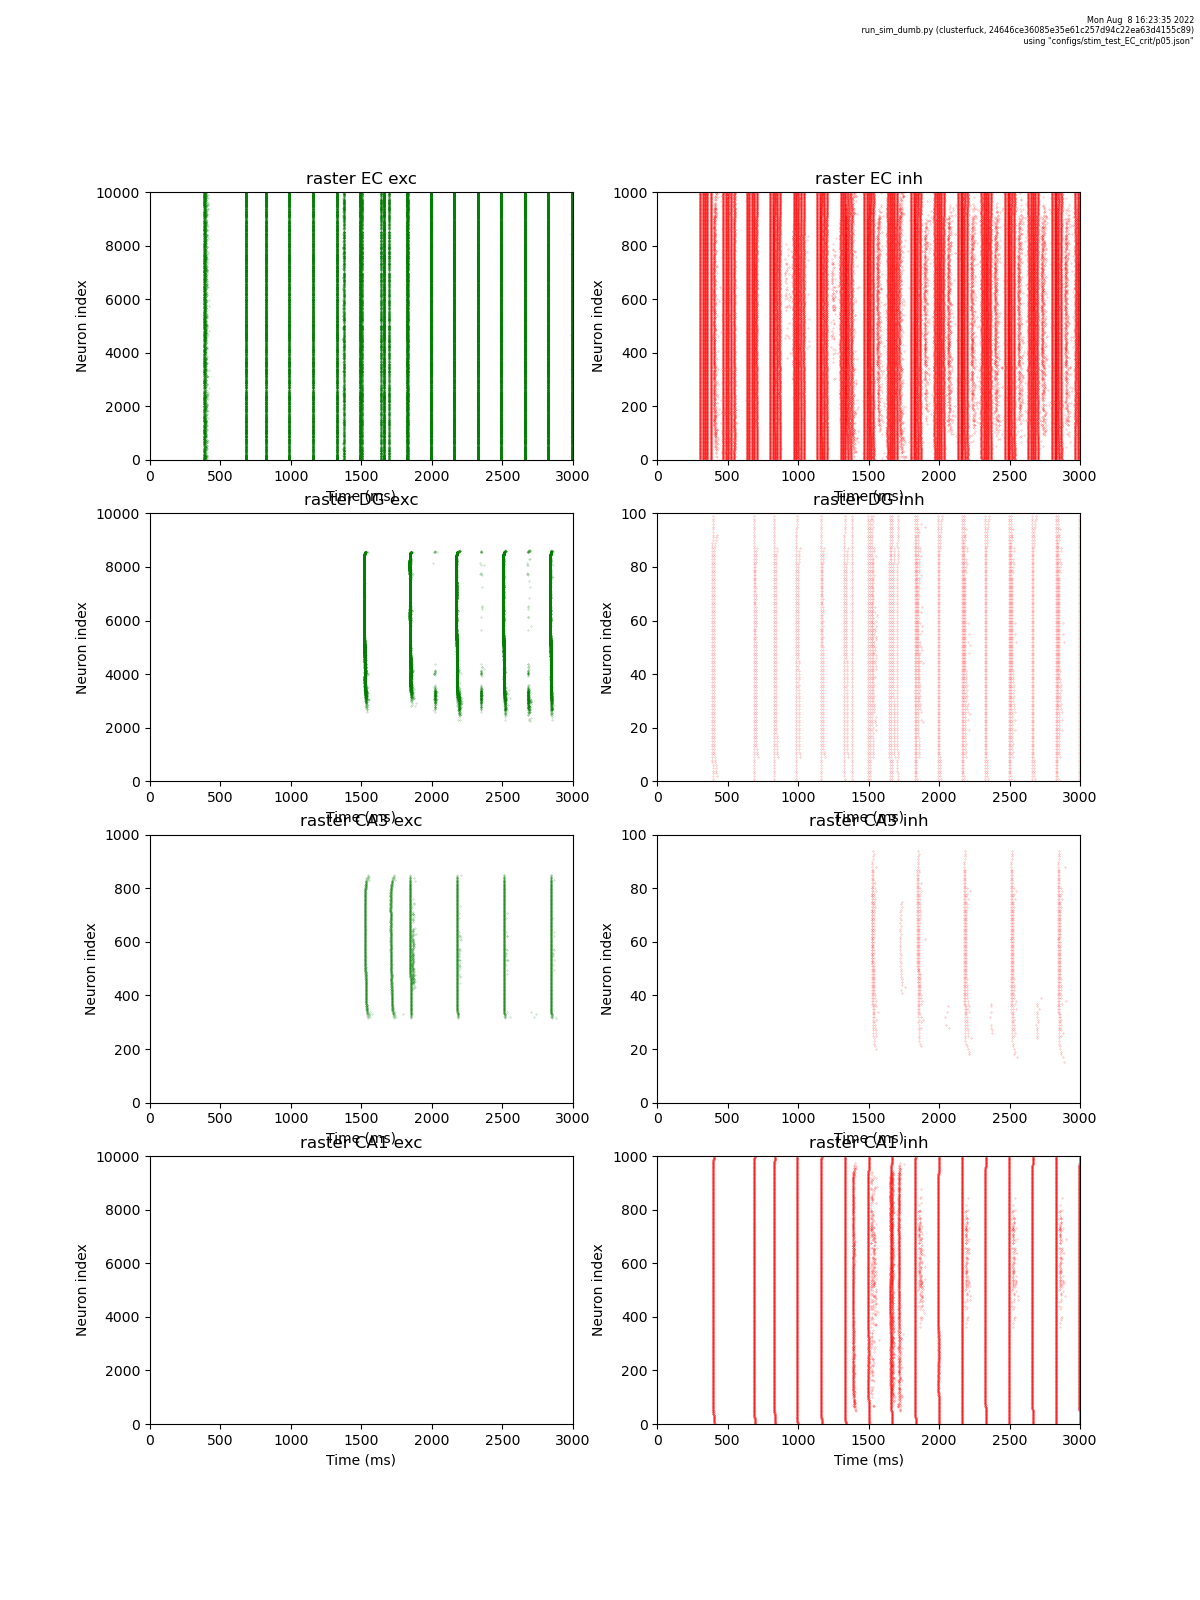 Mon Aug  8 16:23:35 2022
run_sim_dumb.py (clusterfuck, 24646ce36085e35e61c257d94c22ea63d4155c89)
using "configs/stim_test_EC_crit/p05.json"
raster EC exc
10000
8000
6000
4000
2000
0
Neuron index
0 500 1000 1500 2000 2500 3000
Time (ms)
raster EC inh
1000
800
600
400
200
0
Neuron index
0 500 1000 1500 2000 2500 3000
Time (ms)
raster DG exc
10000
8000
6000
4000
2000
0
Neuron index
0 500 1000 1500 2000 2500 3000
Time (ms)
raster DG inh
100
80
60
40
20
0
Neuron index
0 500 1000 1500 2000 2500 3000
Time (ms)
raster CA3 exc
1000
800
600
400
200
0
Neuron index
0 500 1000 1500 2000 2500 3000
Time (ms)
raster CA3 inh
100
80
60
40
20
0
Neuron index
0 500 1000 1500 2000 2500 3000
Time (ms)
raster CA1 exc
10000
8000
6000
4000
2000
0
Neuron index
0 500 1000 1500 2000 2500 3000
Time (ms)
raster CA1 inh
1000
800
600
400
200
0
Neuron index
0 500 1000 1500 2000 2500 3000
Time (ms)